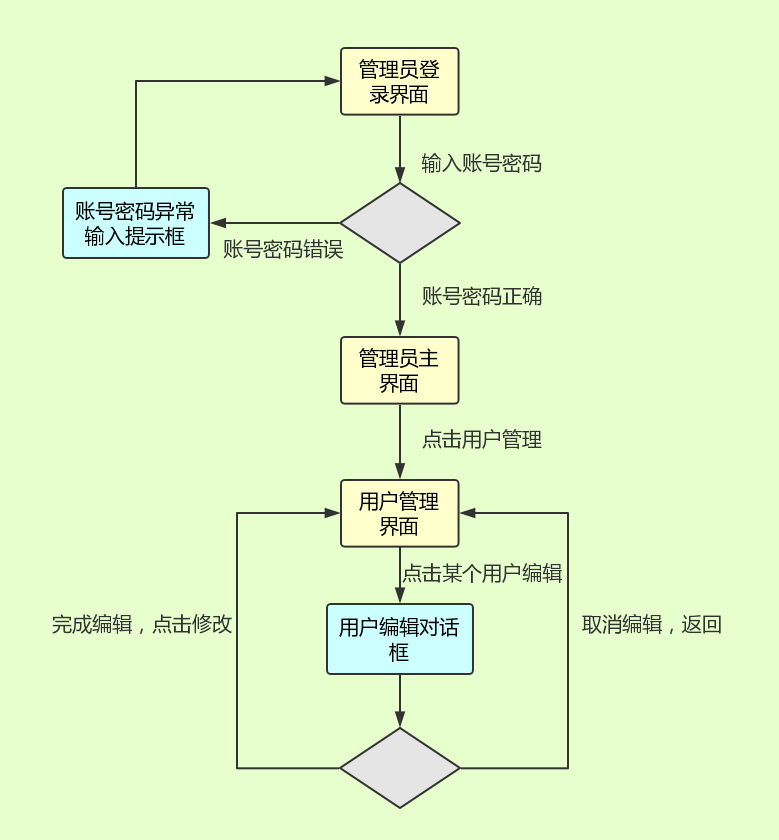 管理员登
录界面
输入账号密码
账号密码异常
输入提示框
账号密码错误
账号密码正确
管理员主
界面
点击用户管理
用户管理
界面
点击某个用户编辑
完成编辑，点击修改
用户编辑对话
框
取消编辑，返回